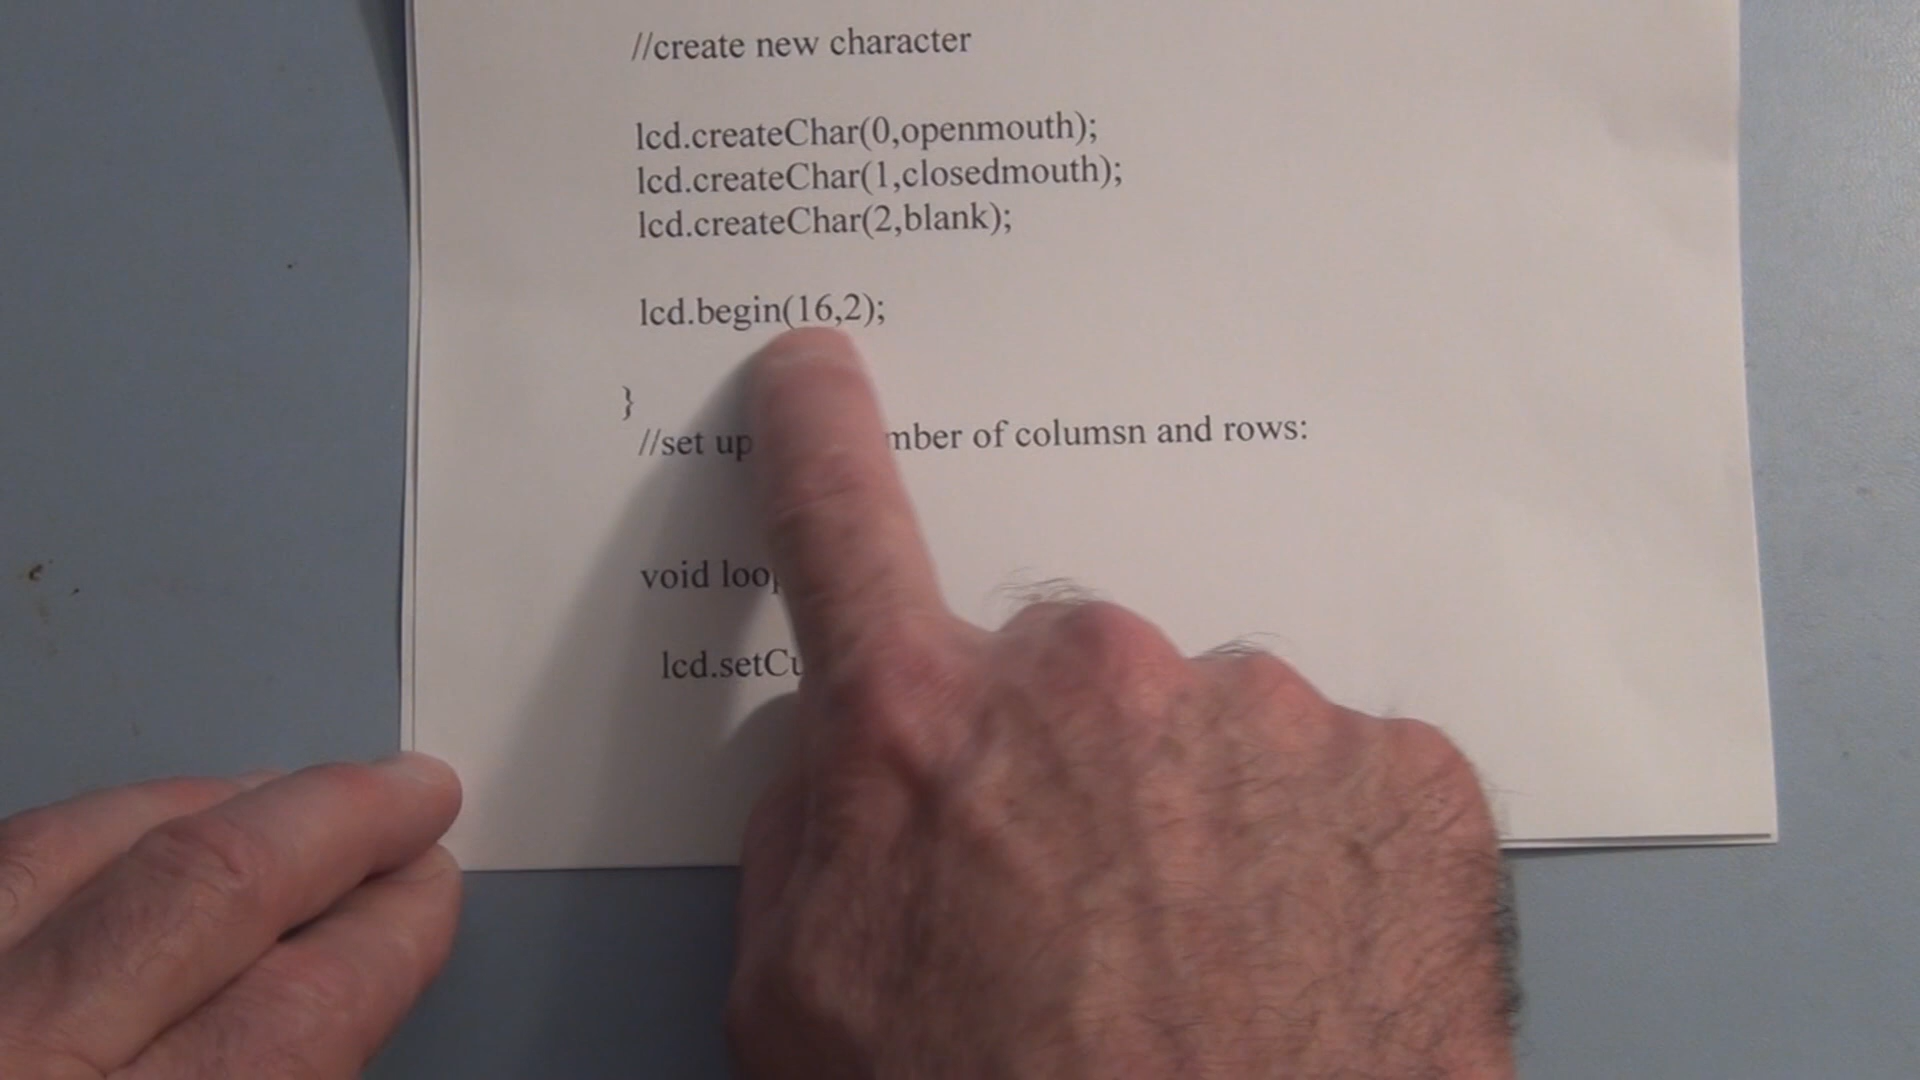 //create new character
lcd.createChar(0,openmouth);
lcd.createChar(1,closedmouth);
lcd.createChar(2,blank);
lcd.begin(16,2);
}
//set up mber of columsn and rows:
void loop
lcd.setCu